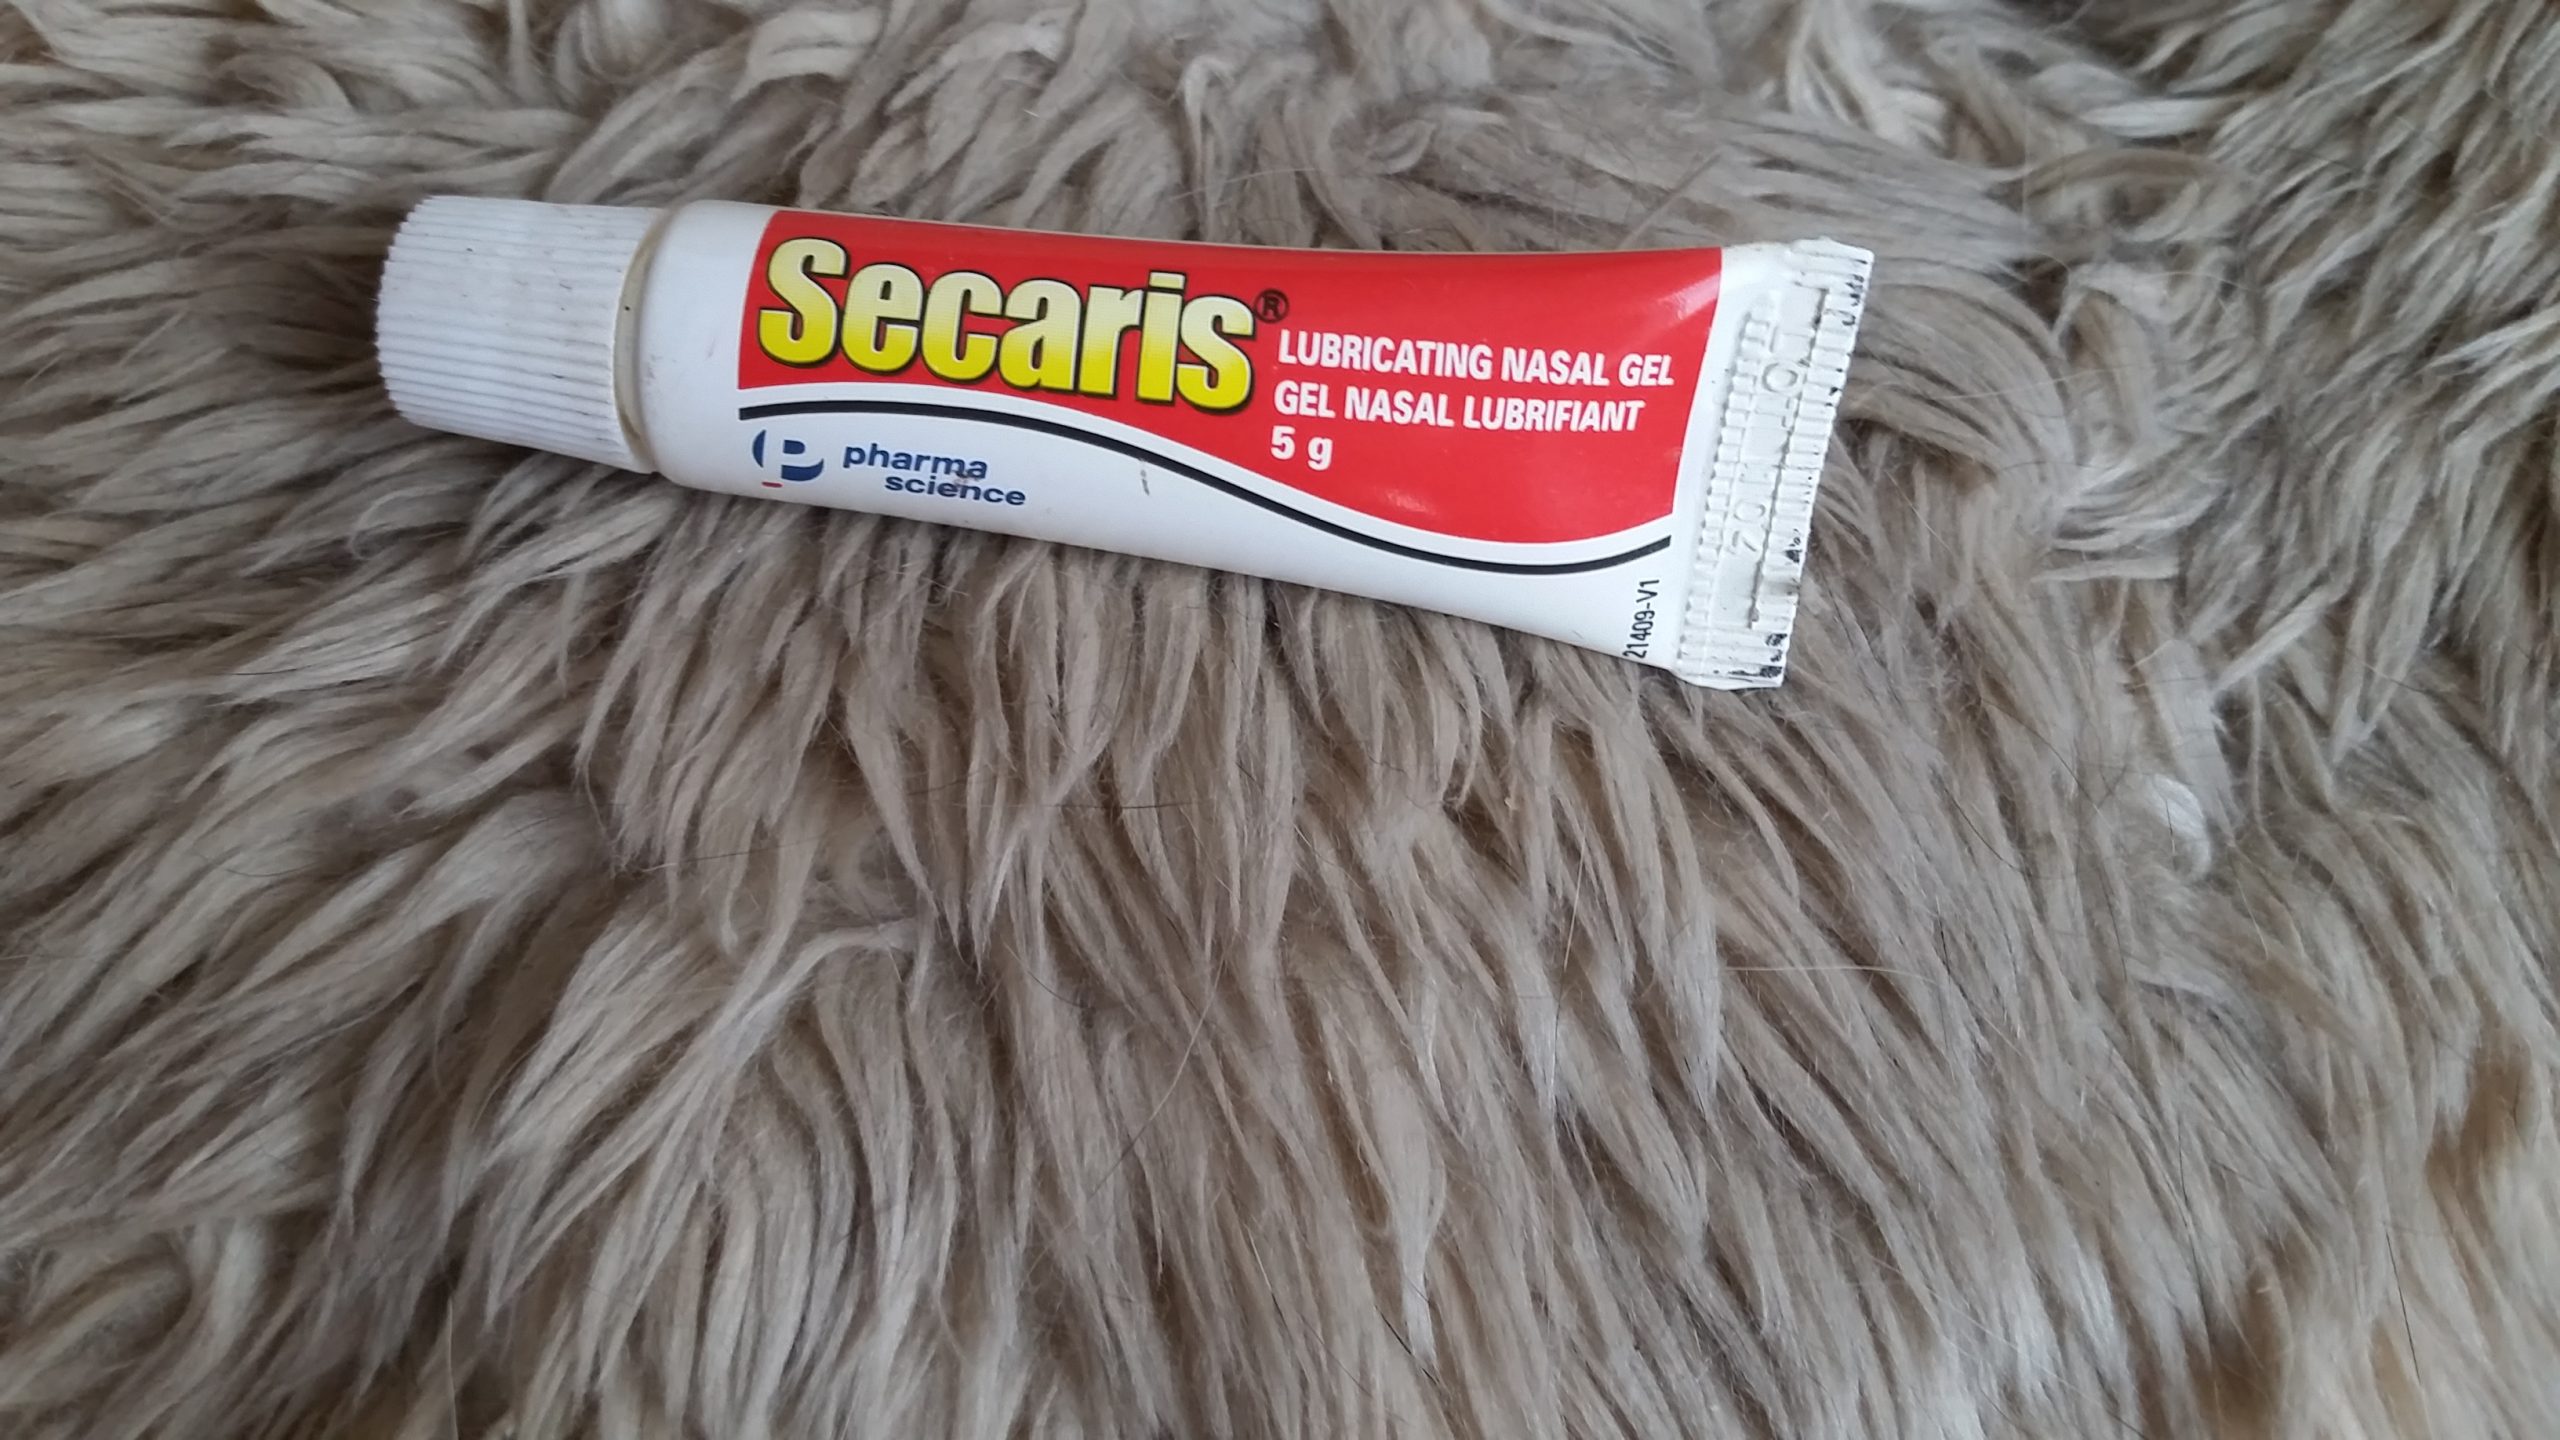 Secaris®
LUBRICATING NASAL GEL
GEL NASAL LUBRIFIANT
5 g
pharma
science
21409-V1